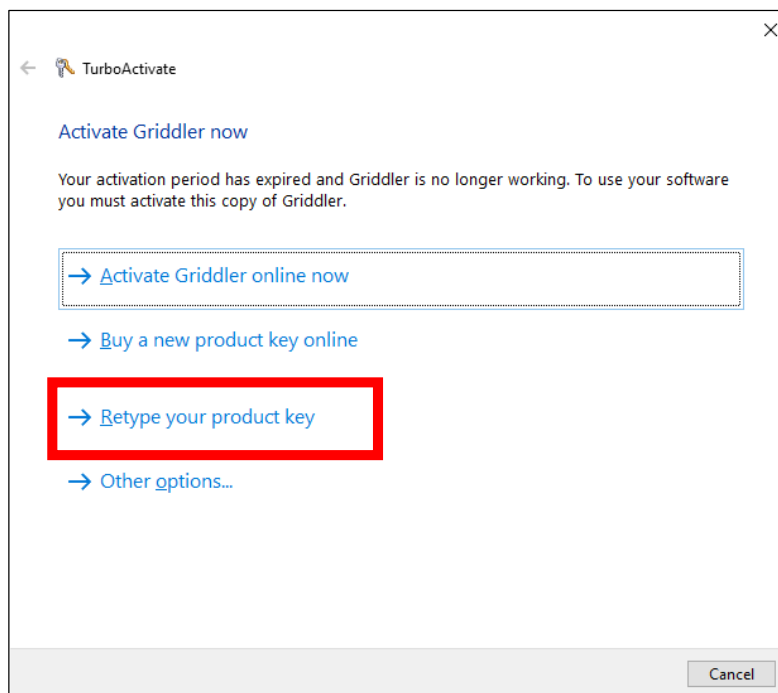 TurboActivate
Activate Griddler now
Your activation period has expired and Griddler is no longer working. To use your software
you must activate this copy of Griddler.
Activate Griddler online now
Buy a new product key online
Retype your product key
Other options...
Cancel